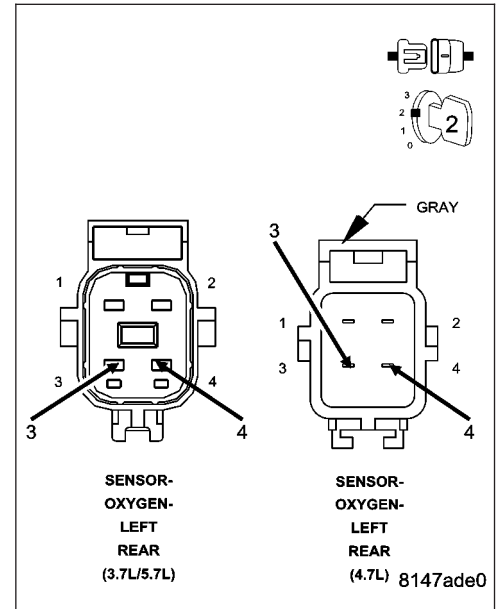 3
2
1
0
2
GRAY
3
1 2
3 4
3 4
1 2
3 4
4
SENSOR-
OXYGEN-
LEFT
REAR
(3.7L/5.7L)
SENSOR-
OXYGEN-
LEFT
REAR
(4.7L)
8147ade0